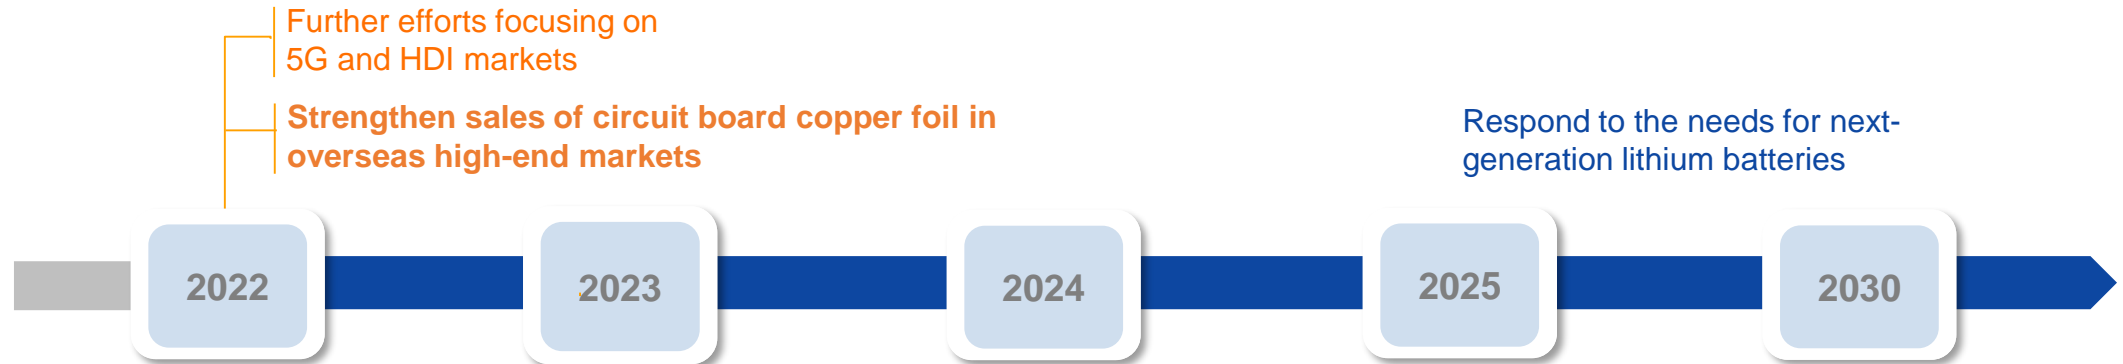 Further efforts focusing on
5G and HDI markets
Strengthen sales of circuit board copper foil in
overseas high-end markets
Respond to the needs for next-
generation lithium batteries
2022
2023
2024
2025
2030